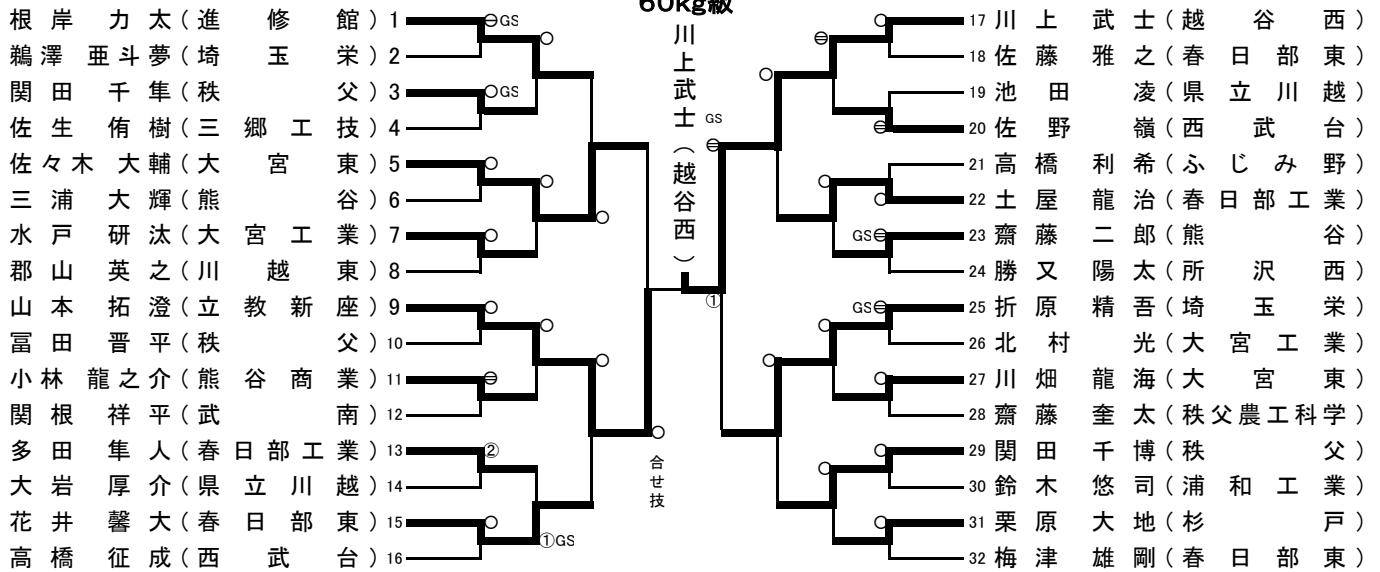 60kg級
根岸力太(進修館) 1 ⊖GS
鵜澤亜斗夢(埼玉栄) 2
○
関田千隼(秩父) 3 ○GS
佐生侑樹(三郷工技) 4
佐々木大輔(大宮東) 5 ○
三浦大輝(熊谷) 6
○
○
水戸研汰(大宮工業) 7 ○
郡山英之(川越東) 8
山本拓澄(立教新座) 9 ○
冨田晋平(秩父) 10
○
小林龍之介(熊谷商業) 11 ⊖
関根祥平(武南) 12
○
○
合せ技
多田隼人(春日部工業) 13 ②
大岩厚介(県立川越) 14
花井馨大(春日部東) 15 ○
高橋征成(西武台) 16
①GS
川上武士(越谷西)
GS
⊖
①
○ 17 川上武士(越谷西)
⊖
18 佐藤雅之(春日部東)
○
19 池田凌(県立川越)
⊖ 20 佐野嶺(西武台)
21 高橋利希(ふじみ野)
○
○ 22 土屋龍治(春日部工業)
GS⊖ 23 齋藤二郎(熊谷)
24 勝又陽太(所沢西)
GS⊖ 25 折原精吾(埼玉栄)
○
26 北村光(大宮工業)
○
○ 27 川畑龍海(大宮東)
28 齋藤奎太(秩父農工科学)
○ 29 関田千博(秩父)
○
30 鈴木悠司(浦和工業)
○ 31 栗原大地(杉戸)
32 梅津雄剛(春日部東)